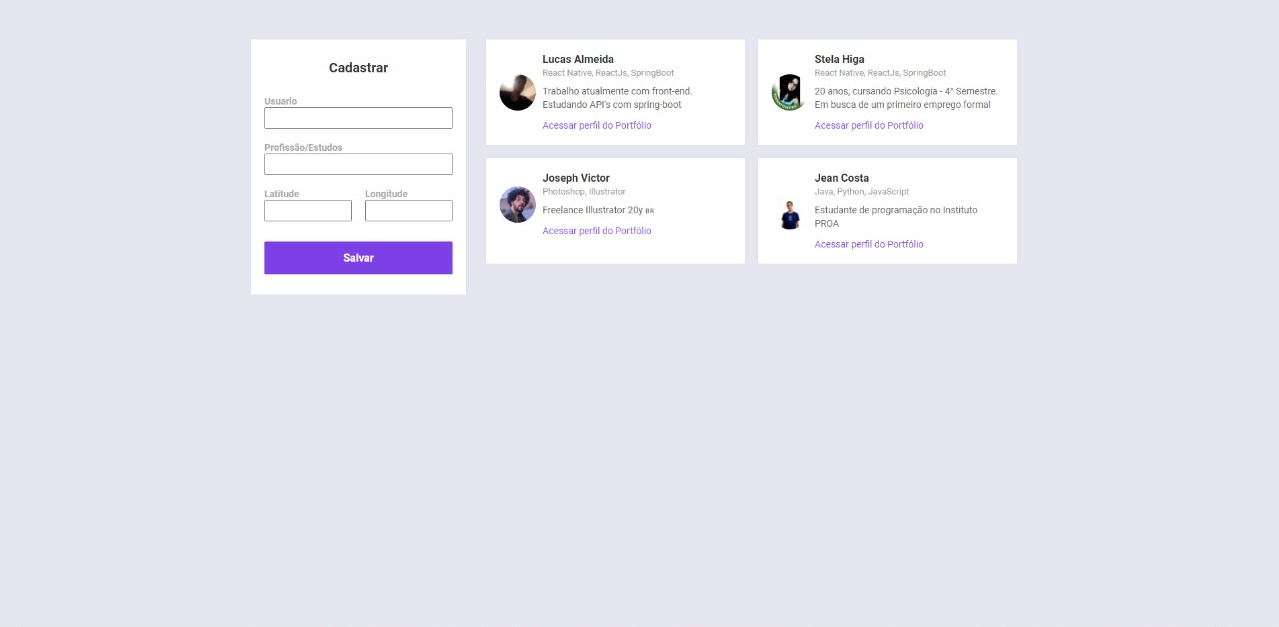 Cadastrar
Usuario
Profissão/Estudos
Latitude
Longitude
Salvar
Lucas Almeida
React Native, ReactJs, SpringBoot
Trabalho atualmente com front-end.
Estudando API's com spring-boot
Acessar perfil do Portfólio
Stela Higa
React Native, ReactJs, SpringBoot
20 anos, cursando Psicologia - 4° Semestre.
Em busca de um primeiro emprego formal
Acessar perfil do Portfólio
Joseph Victor
Photoshop, Illustrator
Freelance Illustrator 20y BR
Acessar perfil do Portfólio
Jean Costa
Java, Python, JavaScript
Estudante de programação no Instituto
PROA
Acessar perfil do Portfólio